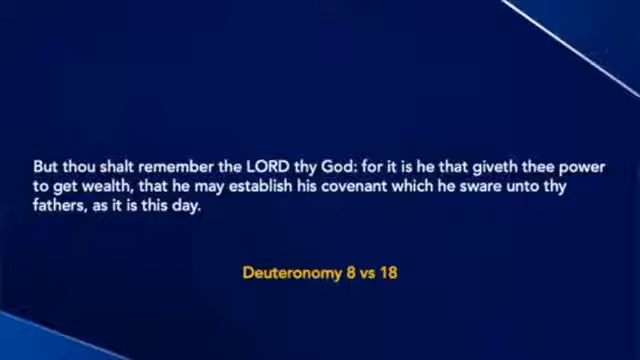 But thou shalt remember the LORD thy God: for it is he that giveth thee power
to get wealth, that he may establish his covenant which he sware unto thy
fathers, as it is this day.
Deuteronomy 8 vs 18